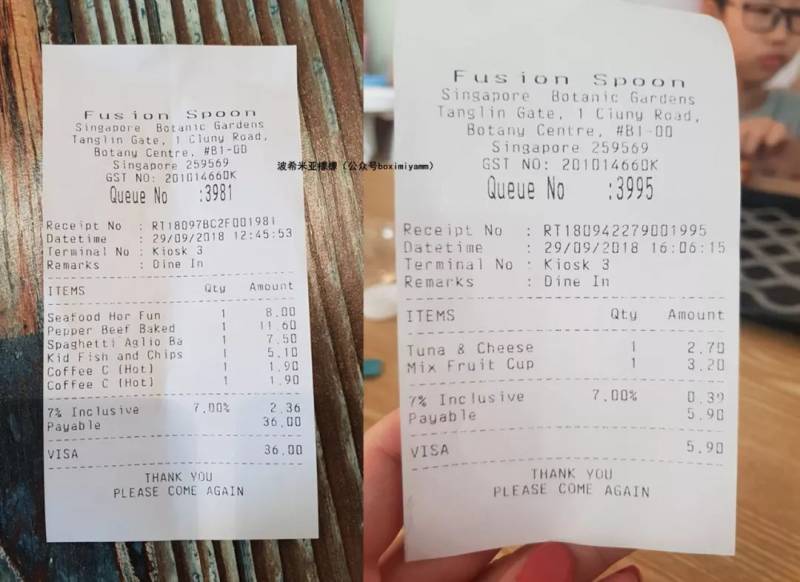 Fusion Spoon
Singapore Botanic Gardens
Tanglin Gate, 1 Cluny Road,
Botany Centre, #B1-00
Singapore 259569
GST NO: 201014660K
Queue No :3981
Receipt No : RT18097BC2F001981
Datetime : 29/09/2018 12:45:53
Terminal No : Kiosk 3
Remarks : Dine In
ITEMS Qty Amount
Seafood Hor Fun 1 8.00
Pepper Beef Baked 1 11.60
Spaghetti Aglio Ba 1 7.50
Kid Fish and Chips 1 5.10
Coffee C (Hot) 1 1.90
Coffee C (Hot) 1 1.90
7% Inclusive 7.00% 2.36
Payable 36.00
VISA 36.00
THANK YOU
PLEASE COME AGAIN
波希米亚檬檬（公众号boximiyamm）
Fusion Spoon
Singapore Botanic Gardens
Tanglin Gate, 1 Cluny Road,
Botany Centre, #B1-00
Singapore 259569
GST NO: 201014660K
Queue No :3995
Receipt No : RT180942279001995
Datetime : 29/09/2018 16:06:15
Terminal No : Kiosk 3
Remarks : Dine In
ITEMS Qty Amount
Tuna & Cheese 1 2.70
Mix Fruit Cup 1 3.20
7% Inclusive 7.00% 0.39
Payable 5.90
VISA 5.90
THANK YOU
PLEASE COME AGAIN